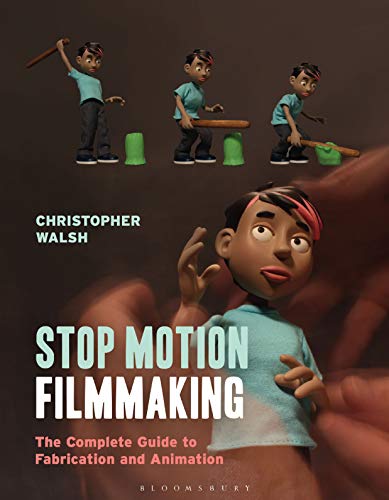 CHRISTOPHER
WALSH
STOP MOTION
FILMMAKING
The Complete Guide to
Fabrication and Animation
BLOOMSBURY